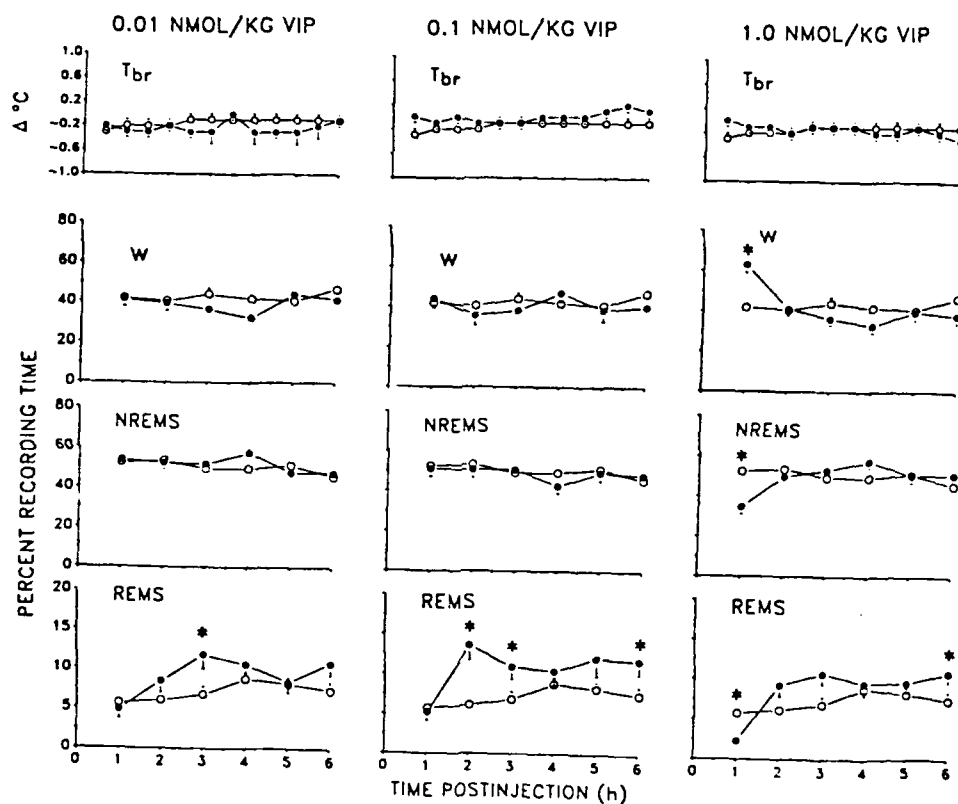 0.01 NMOL/KG VIP 0.1 NMOL/KG VIP 1.0 NMOL/KG VIP
Tbr Tbr Tbr
Δ °C
1.0
0.6
0.2
-0.2
-0.6
-1.0
W W W
*
80
60
40
20
0
PERCENT RECORDING TIME
NREMS NREMS NREMS
*
80
60
40
20
0
REMS REMS REMS
* * * * * *
20
15
10
5
0
0 1 2 3 4 5 6 0 1 2 3 4 5 6 0 1 2 3 4 5 6
TIME POSTINJECTION (h)